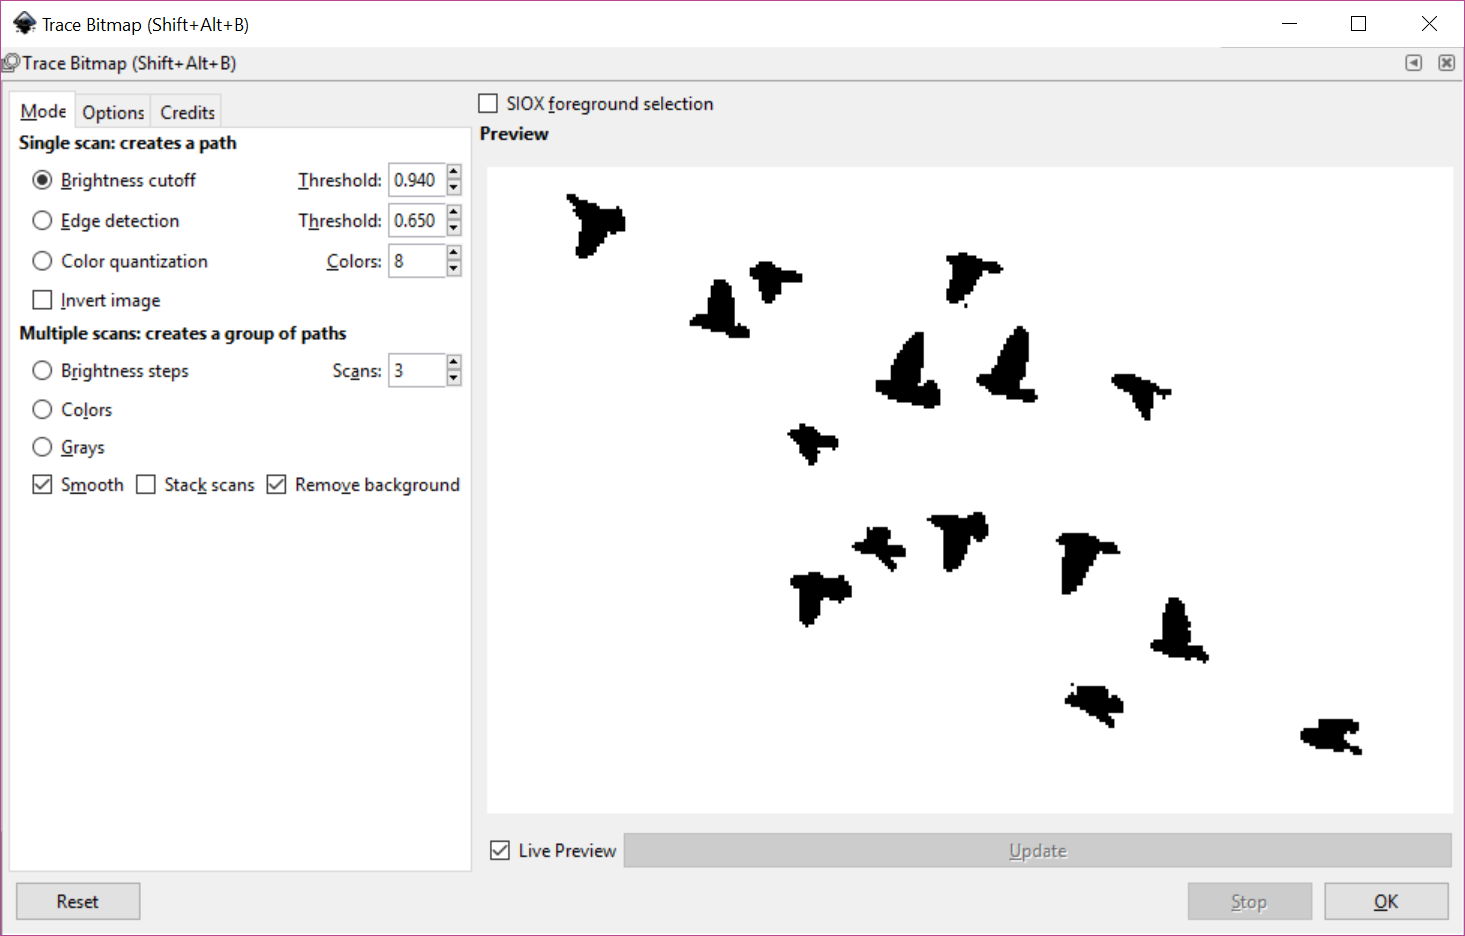 Trace Bitmap (Shift+Alt+B)
Trace Bitmap (Shift+Alt+B)
Mode Options Credits
Single scan: creates a path
Brightness cutoff Threshold: 0.940
Edge detection Threshold: 0.650
Color quantization Colors: 8
Invert image
Multiple scans: creates a group of paths
Brightness steps Scans: 3
Colors
Grays
Smooth Stack scans Remove background
SIOX foreground selection
Preview
Live Preview Update
Reset Stop OK